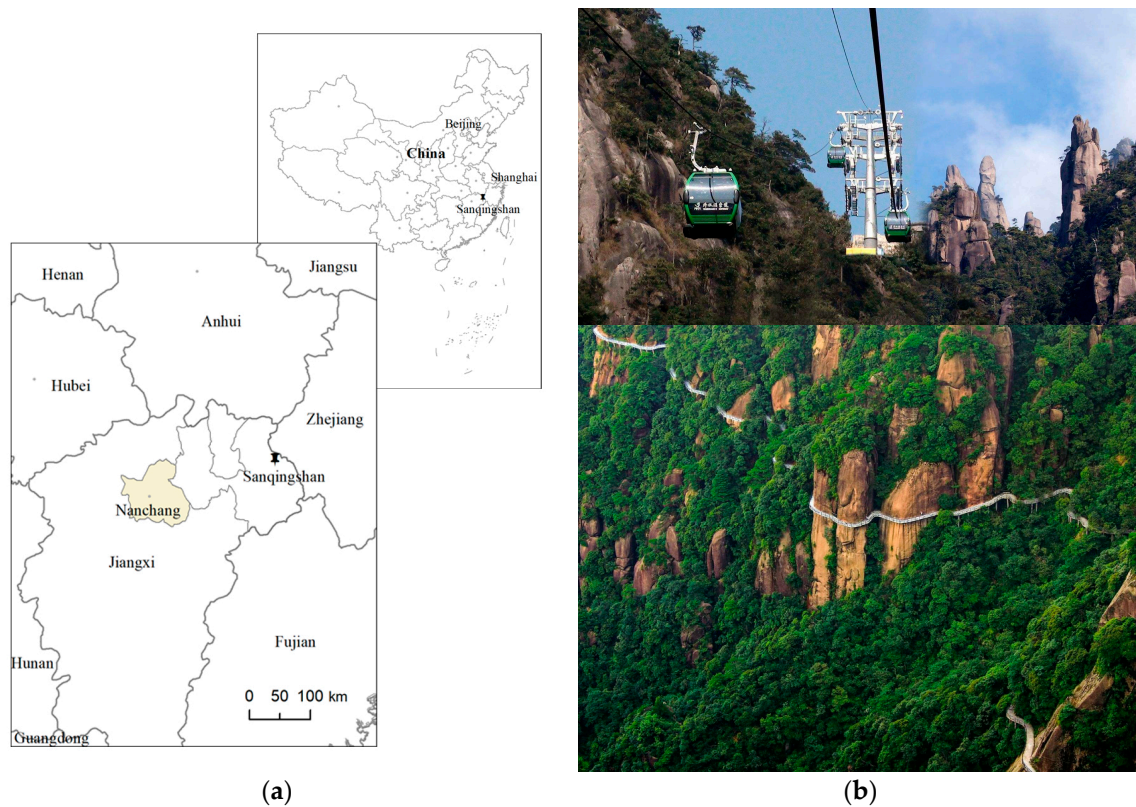 Beijing
China
Shanghai
Sanqingshan
Henan
Jiangsu
Anhui
Hubei
Zhejiang
Sanqingshan
Nanchang
Jiangxi
Fujian
Hunan
0 50 100 km
Guangdong
(a)
(b)